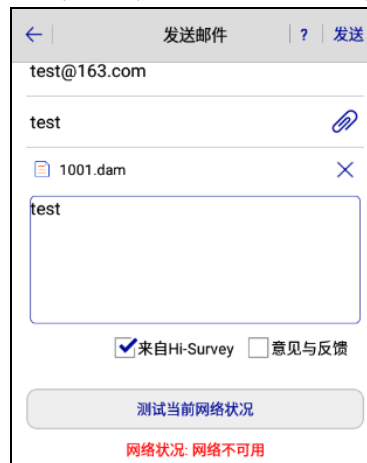 发送邮件 ? 发送
test@163.com
test
1001.dam
test
来自Hi-Survey 意见与反馈
测试当前网络状况
网络状况: 网络不可用